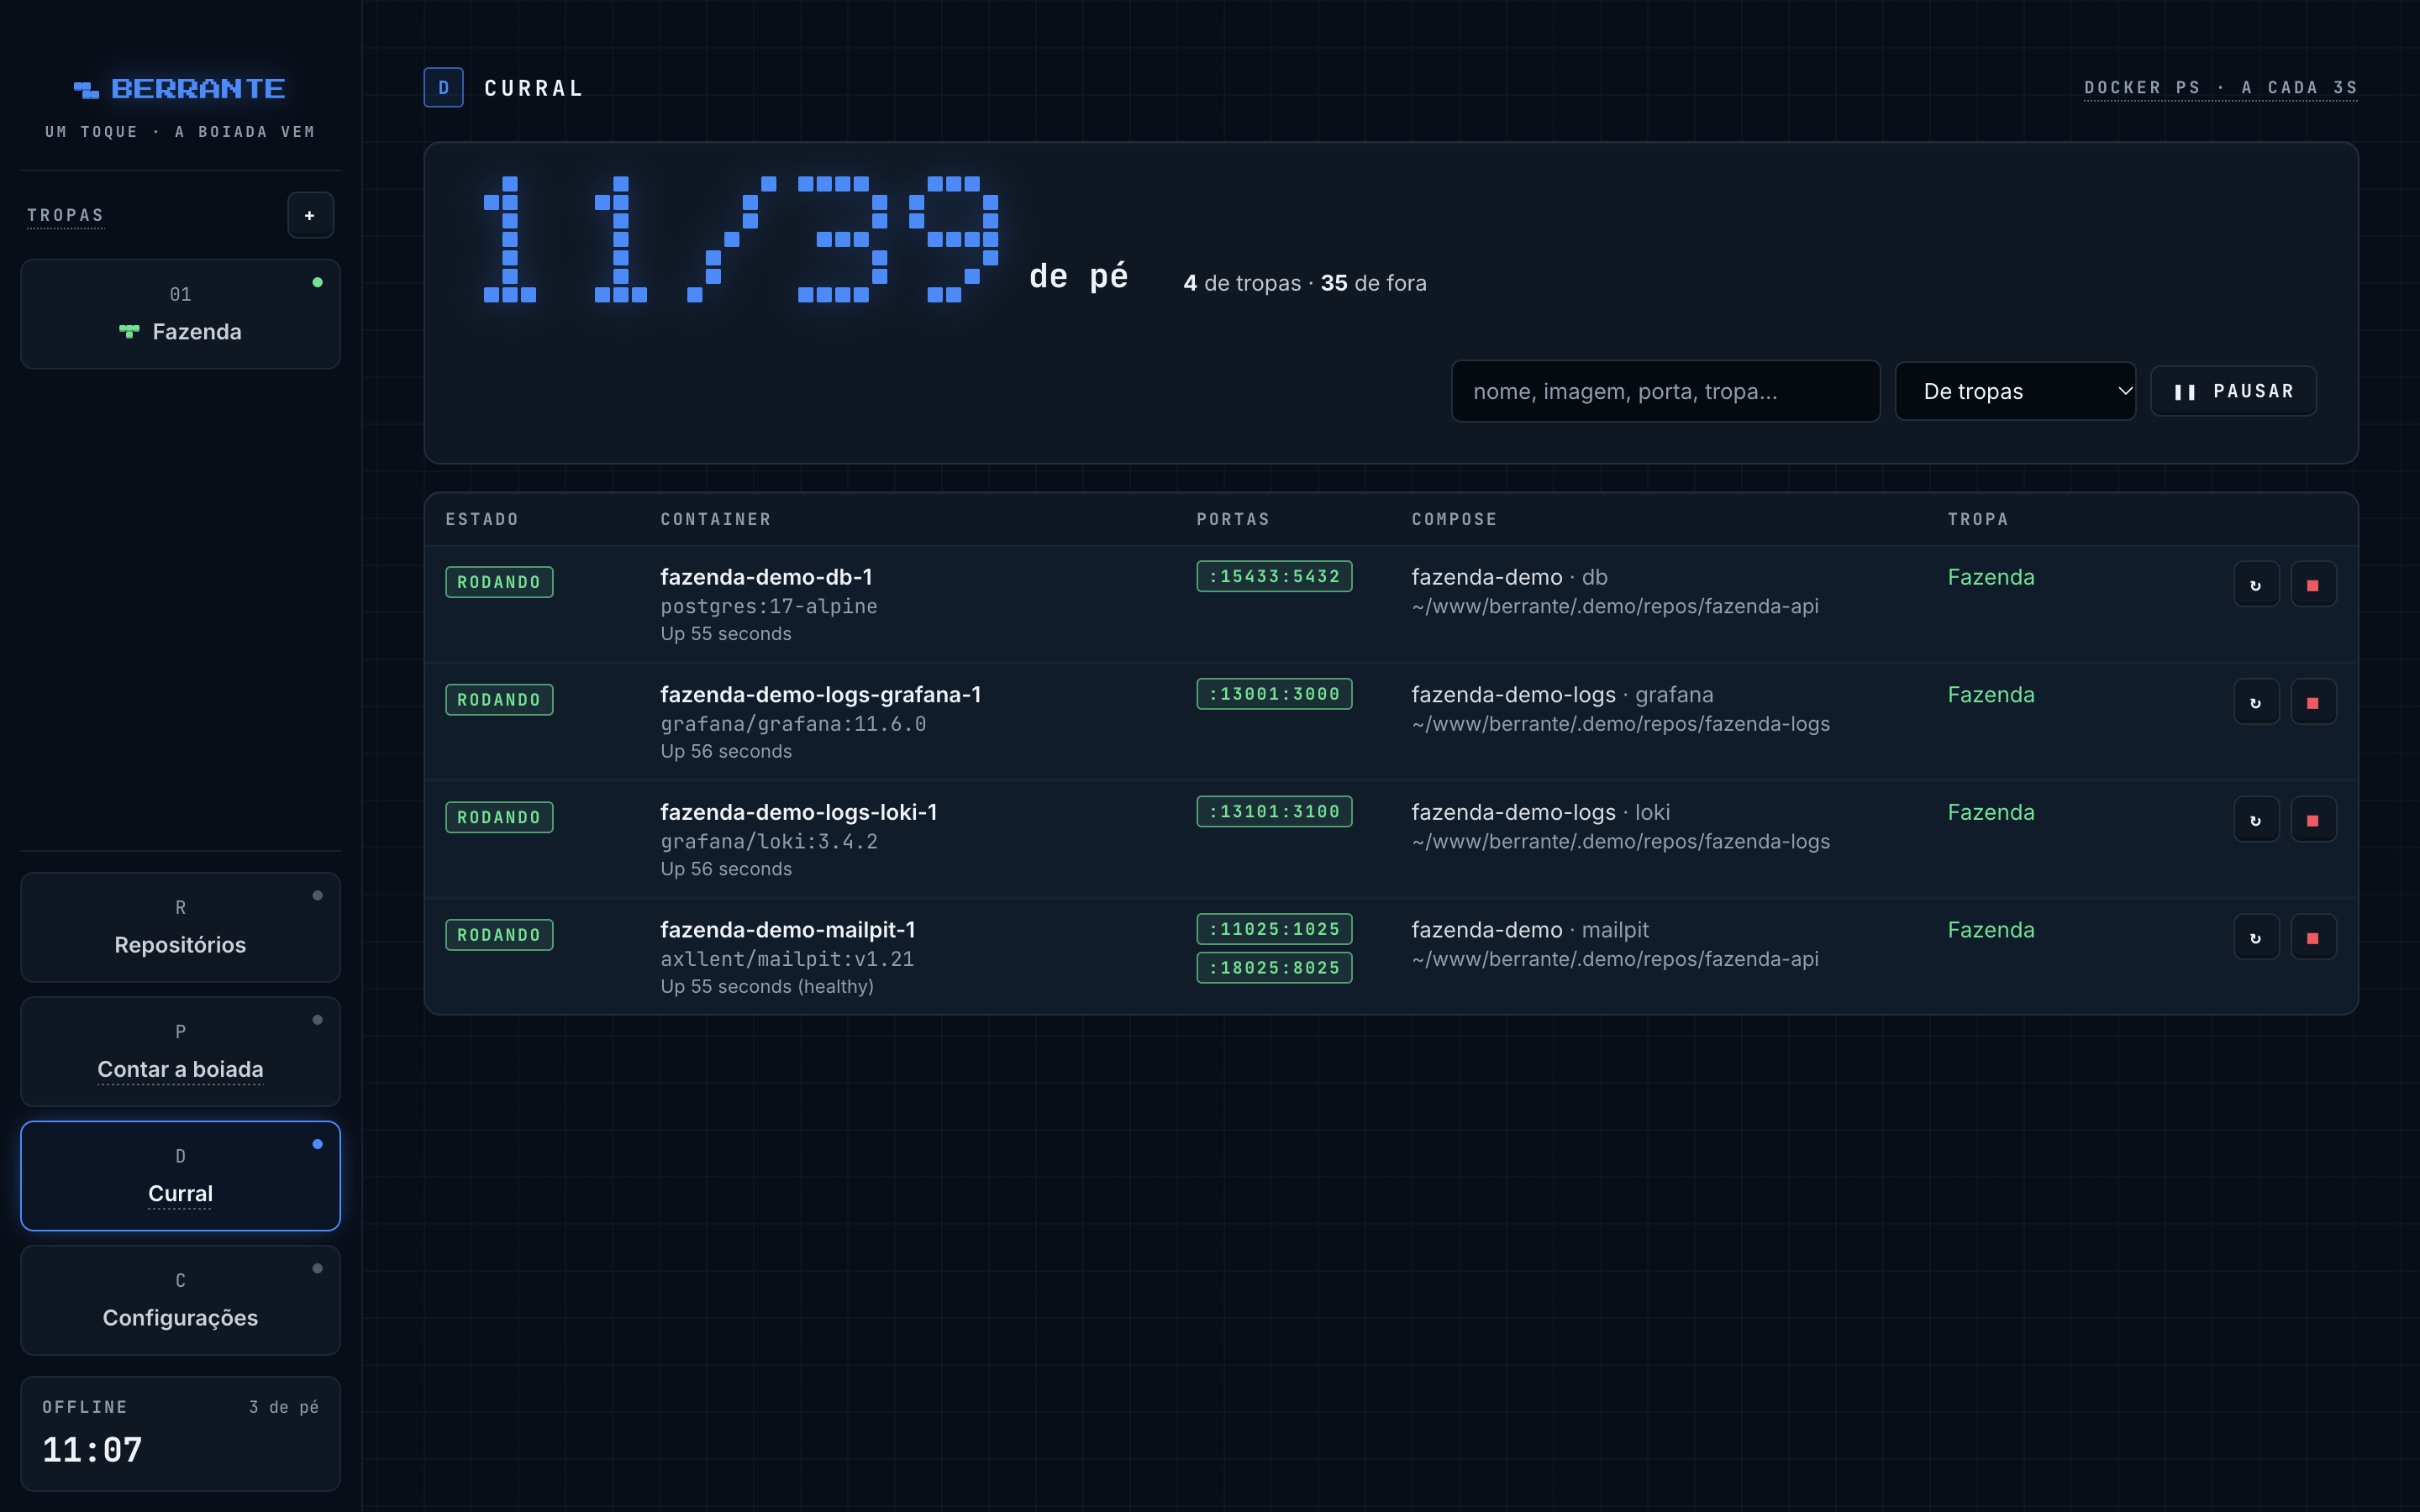 BERRANTE
UM TOQUE · A BOIADA VEM
TROPAS
+
01
Fazenda
R
Repositórios
P
Contar a boiada
D
Curral
C
Configurações
OFFLINE 3 de pé
11:07
D CURRAL
DOCKER PS · A CADA 3S
11/39 de pé 4 de tropas · 35 de fora
nome, imagem, porta, tropa... De tropas PAUSAR
ESTADO CONTAINER PORTAS COMPOSE TROPA
RODANDO fazenda-demo-db-1 :15433:5432 fazenda-demo · db Fazenda
postgres:17-alpine ~/www/berrante/.demo/repos/fazenda-api
Up 55 seconds
RODANDO fazenda-demo-logs-grafana-1 :13001:3000 fazenda-demo-logs · grafana Fazenda
grafana/grafana:11.6.0 ~/www/berrante/.demo/repos/fazenda-logs
Up 56 seconds
RODANDO fazenda-demo-logs-loki-1 :13101:3100 fazenda-demo-logs · loki Fazenda
grafana/loki:3.4.2 ~/www/berrante/.demo/repos/fazenda-logs
Up 56 seconds
RODANDO fazenda-demo-mailpit-1 :11025:1025 fazenda-demo · mailpit Fazenda
axllent/mailpit:v1.21 :18025:8025 ~/www/berrante/.demo/repos/fazenda-api
Up 55 seconds (healthy)